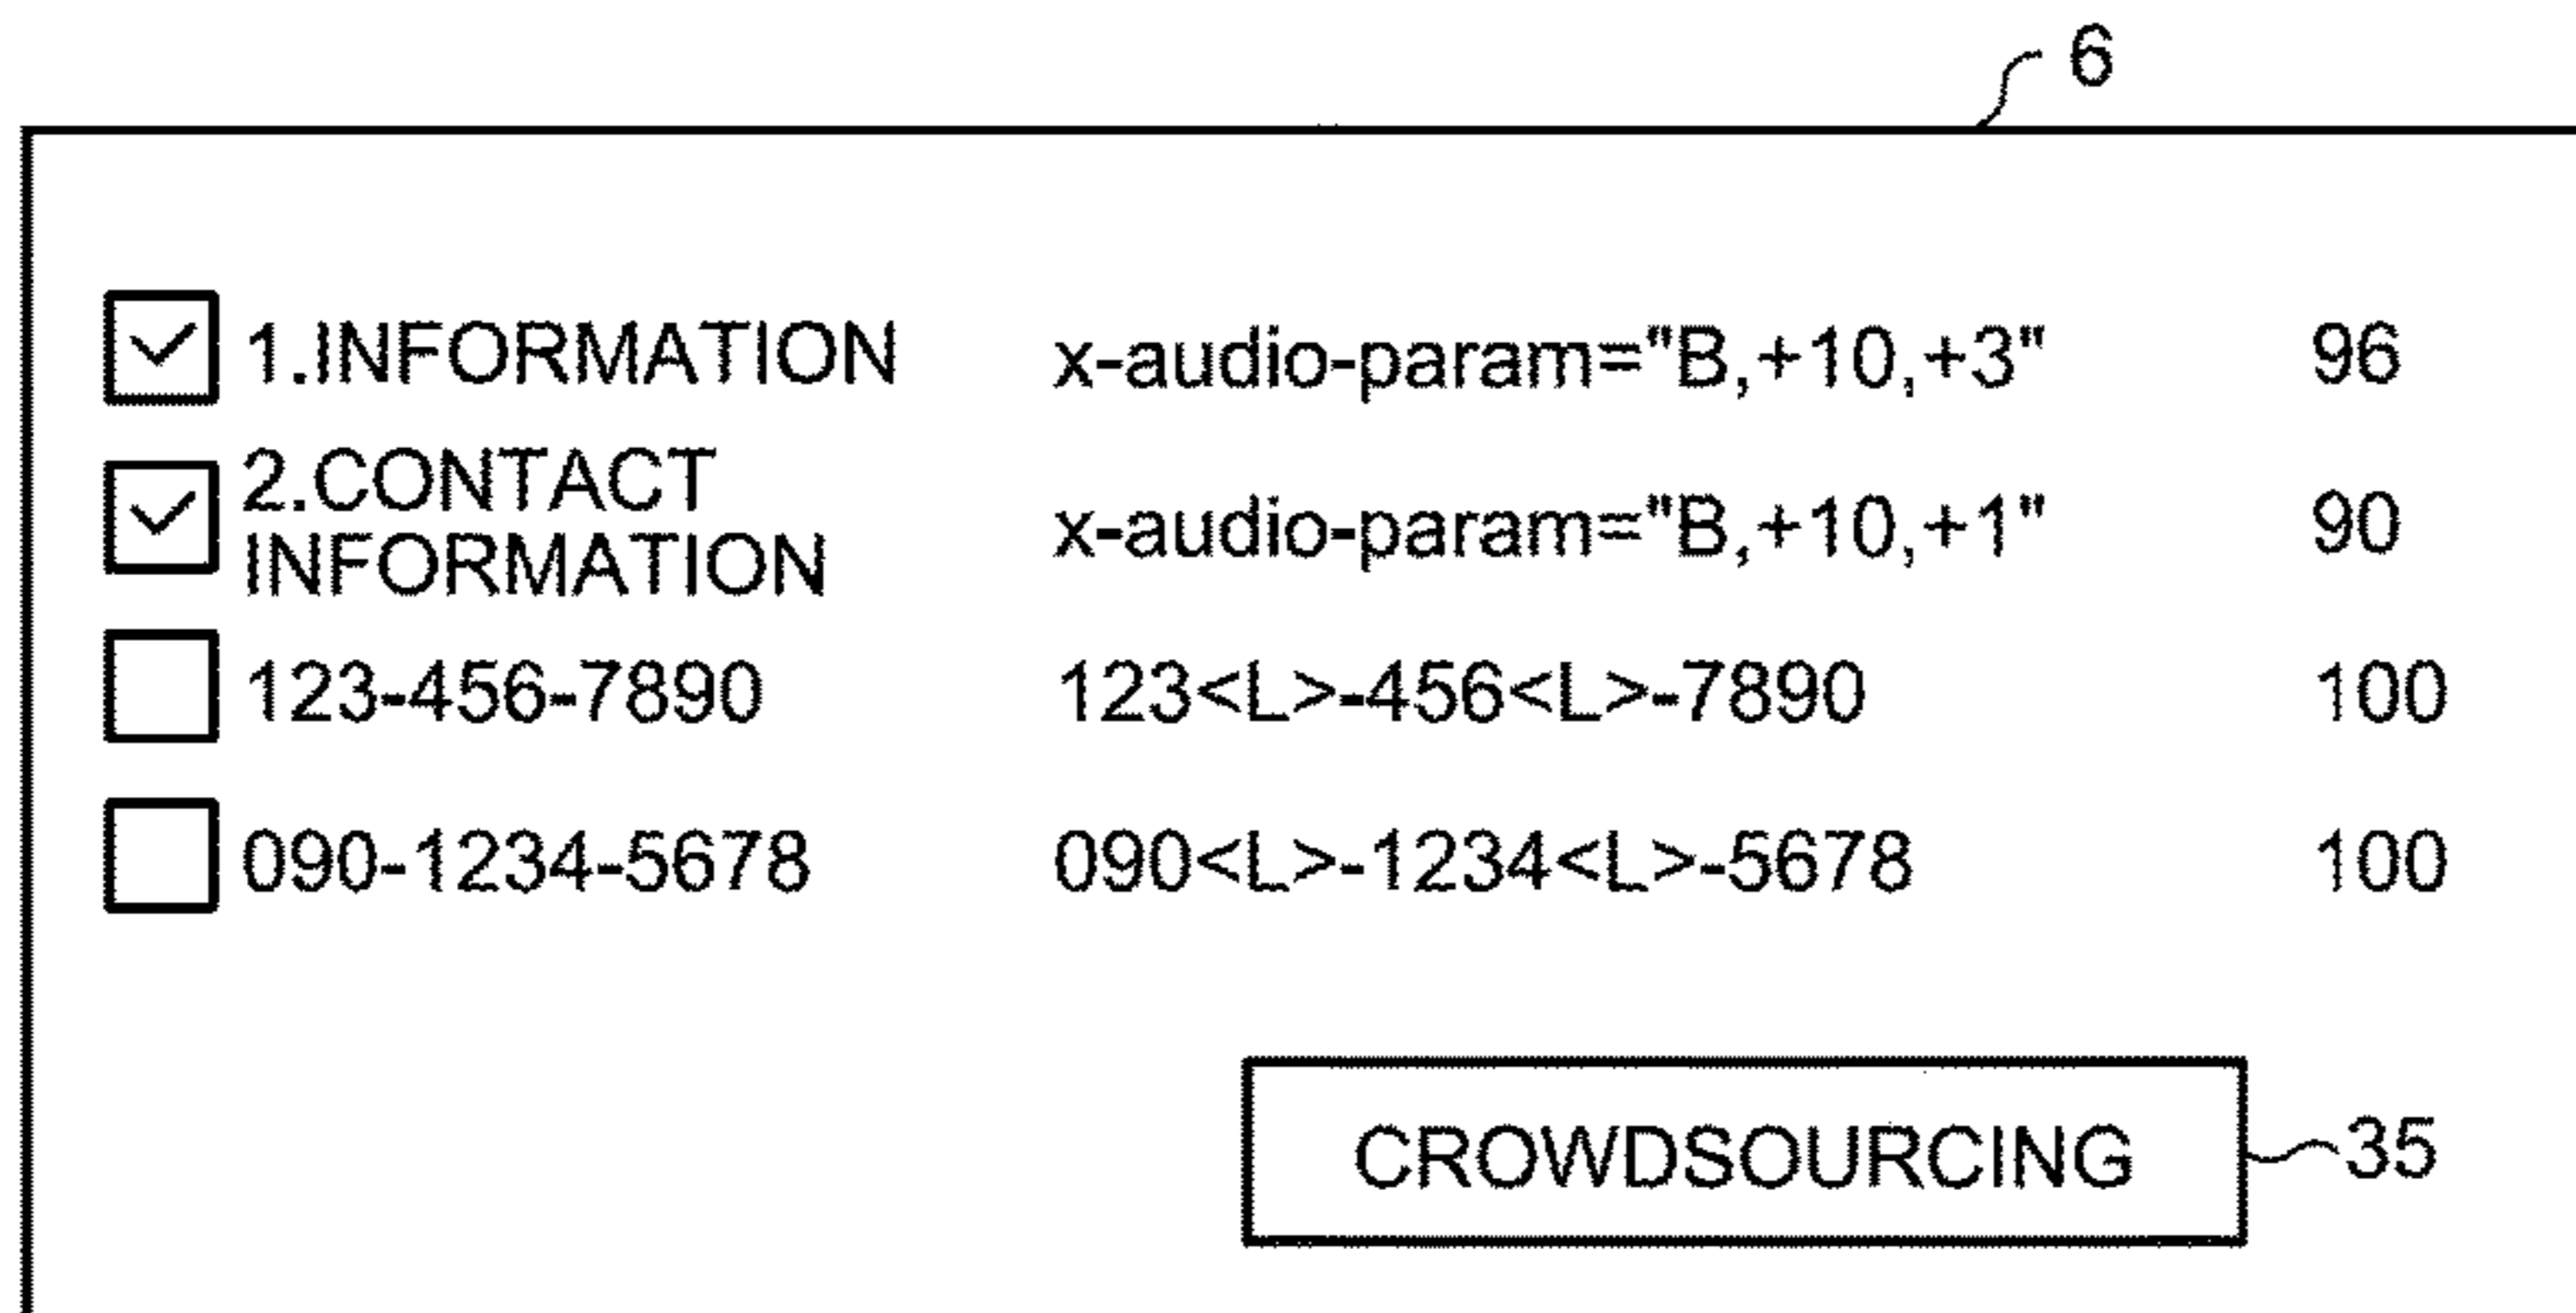 6
1.INFORMATION x-audio-param="B,+10,+3" 96
2.CONTACT
INFORMATION x-audio-param="B,+10,+1" 90
123-456-7890 123<L>-456<L>-7890 100
090-1234-5678 090<L>-1234<L>-5678 100
CROWDSOURCING 35